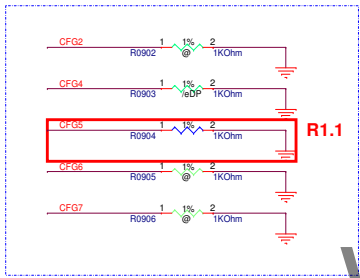 CFG2 1 1% 2
R0902 @ 1KOhm
CFG4 1 1% 2
R0903 /eDP 1KOhm
CFG5 1 1% 2 R1.1
R0904 1KOhm
CFG6 1 1% 2
R0905 @ 1KOhm
CFG7 1 1% 2
R0906 @ 1KOhm